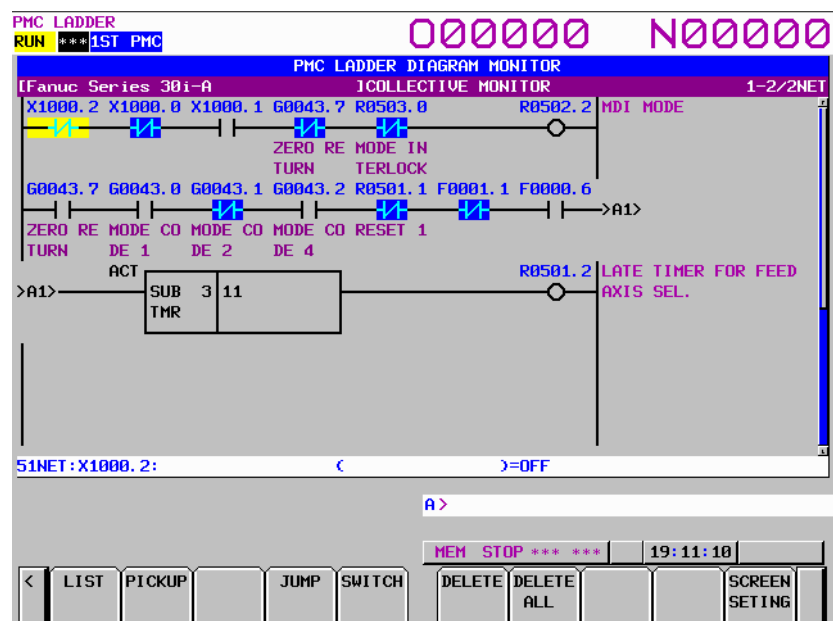 PMC LADDER
RUN ***1ST PMC
O00000 N00000
PMC LADDER DIAGRAM MONITOR
[Fanuc Series 30i-A ]COLLECTIVE MONITOR 1-2/2NET
X1000.2 X1000.0 X1000.1 G0043.7 R0503.0 R0502.2 MDI MODE
ZERO RE MODE IN
TURN TERLOCK
G0043.7 G0043.0 G0043.1 G0043.2 R0501.1 F0001.1 F0000.6
>A1>
ZERO RE MODE CO MODE CO MODE CO RESET 1
TURN DE 1 DE 2 DE 4
ACT R0501.2 LATE TIMER FOR FEED
>A1> SUB 3 11 AXIS SEL.
TMR
51NET:X1000.2: ( )=OFF
A>
MEM STOP *** *** 19:11:10
< LIST PICKUP JUMP SWITCH DELETE DELETE SCREEN
ALL SETING